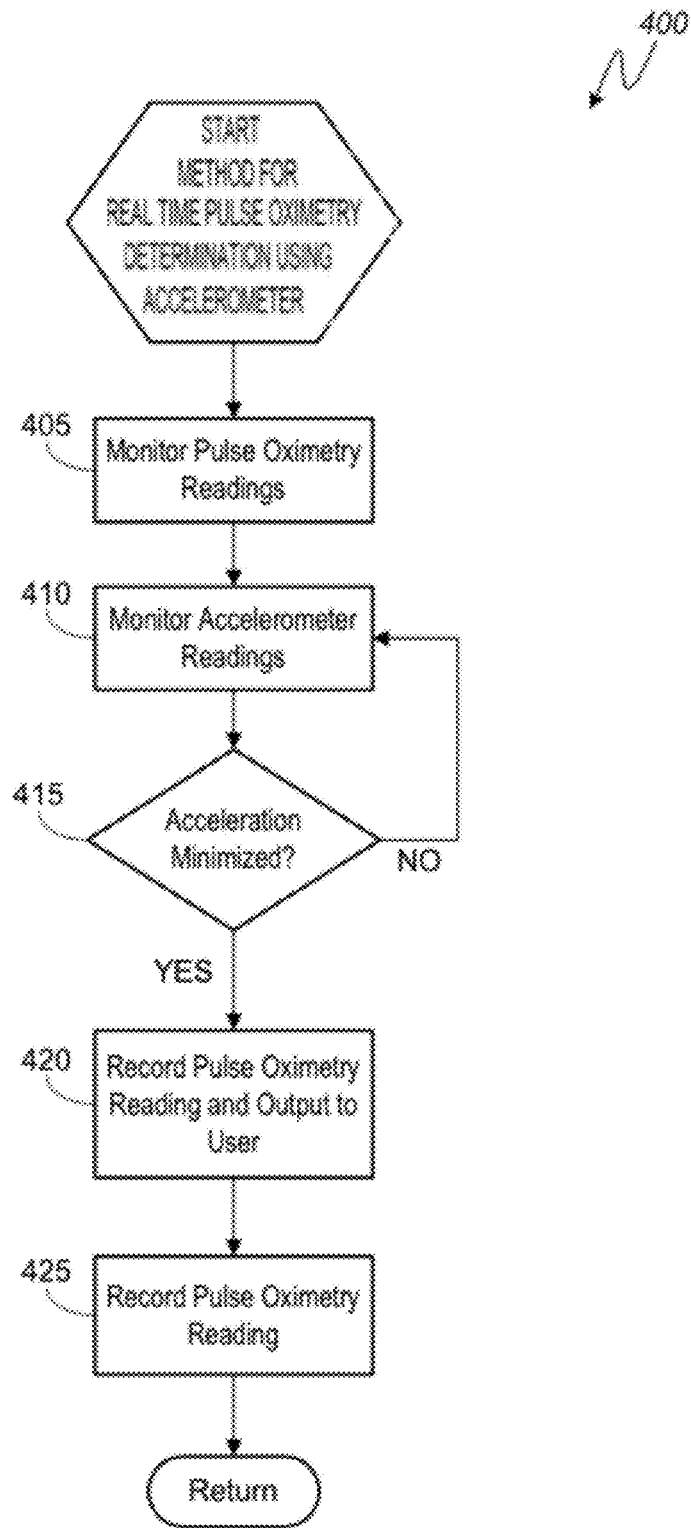 400
START
METHOD FOR
REAL TIME PULSE OXIMETRY
DETERMINATION USING
ACCELEROMETER
405
Monitor Pulse Oximetry
Readings
410
Monitor Accelerometer
Readings
415
Acceleration
Minimized?
NO
YES
420
Record Pulse Oximetry
Reading and Output to
User
425
Record Pulse Oximetry
Reading
Return